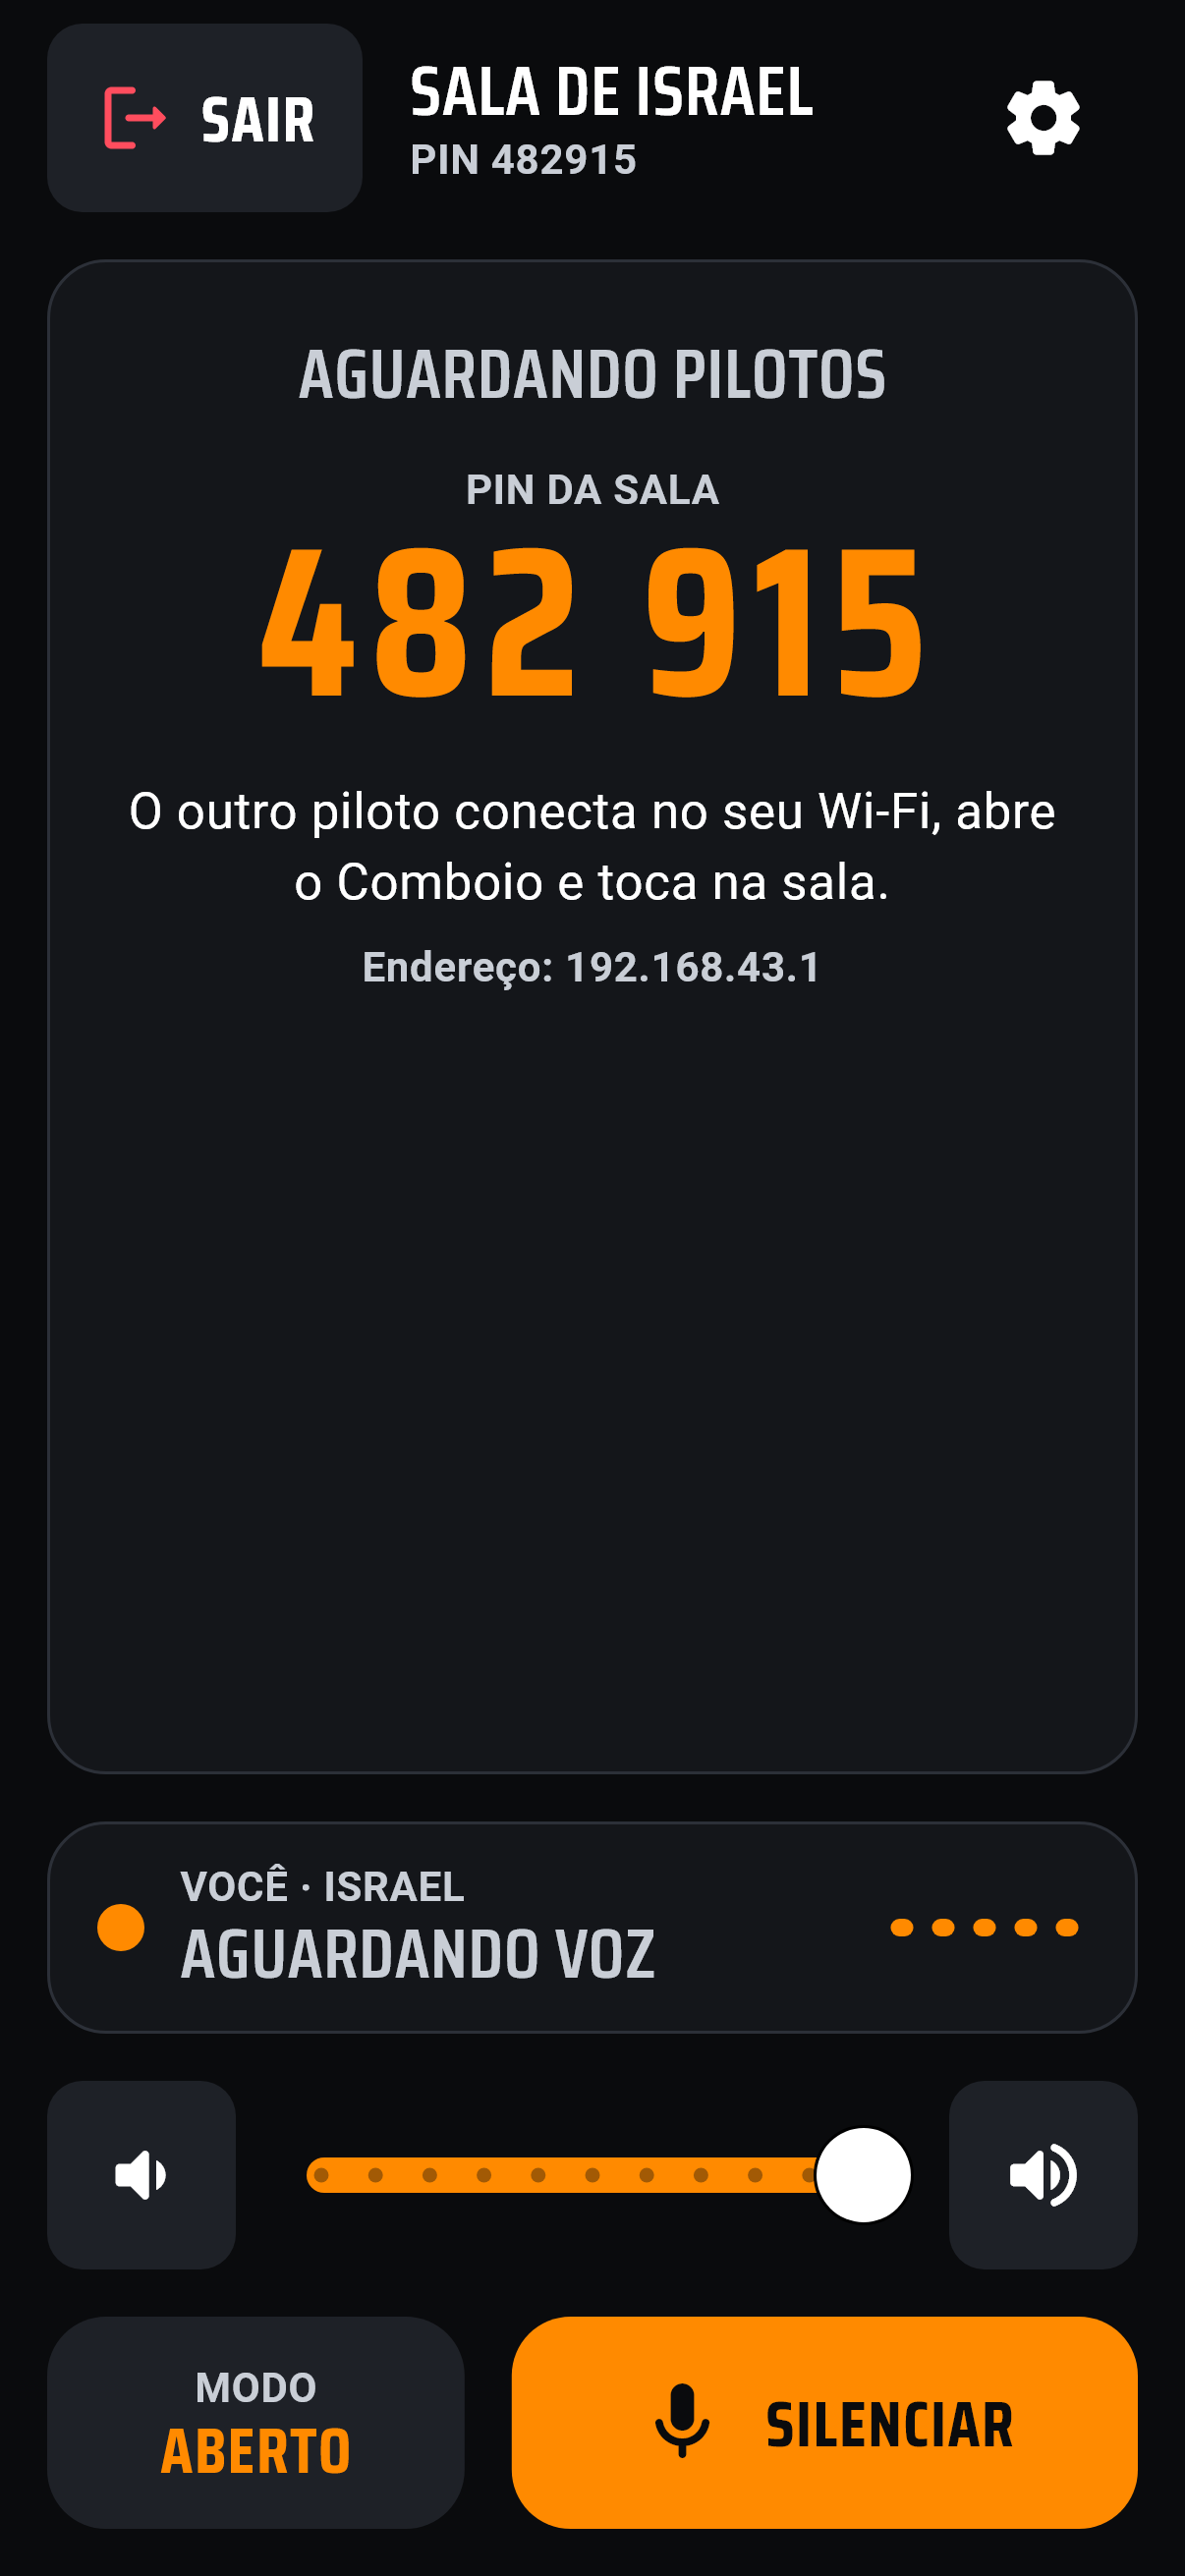 SAIR
SALA DE ISRAEL
PIN 482915
AGUARDANDO PILOTOS
PIN DA SALA
482 915
O outro piloto conecta no seu Wi-Fi, abre
o Comboio e toca na sala.
Endereço: 192.168.43.1
VOCÊ · ISRAEL
AGUARDANDO VOZ
MODO
ABERTO
SILENCIAR